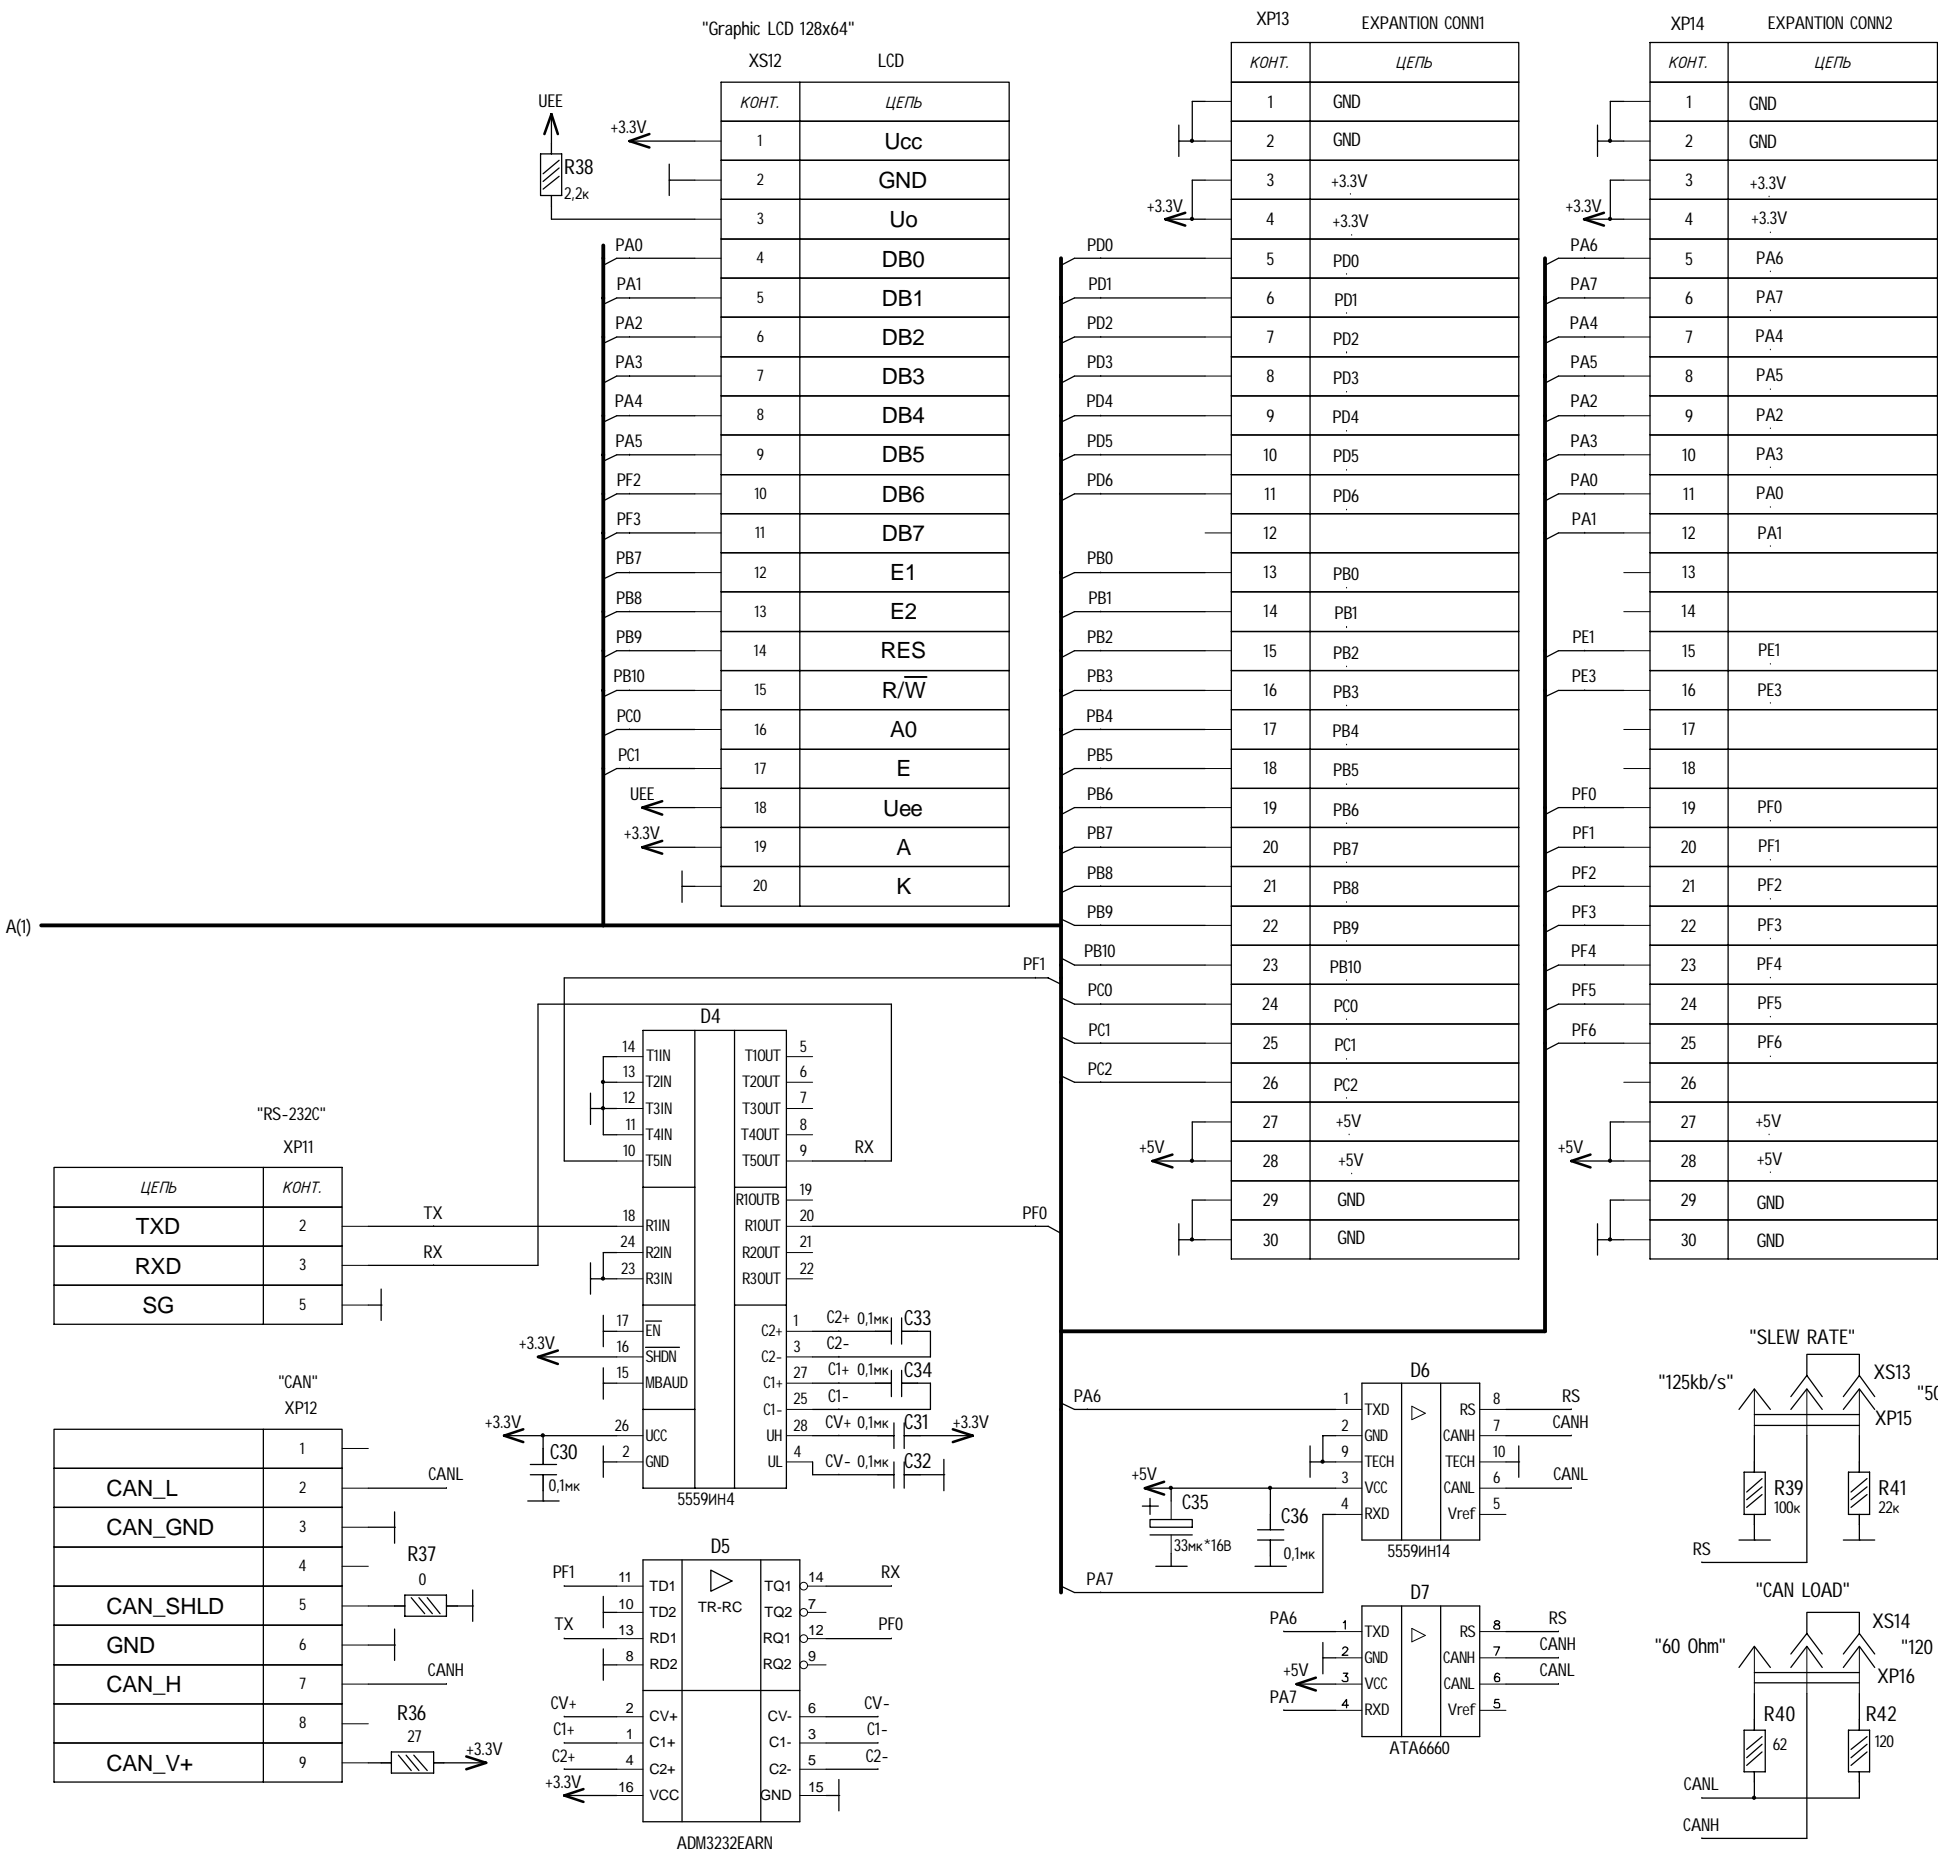 "Graphic LCD 128x64"
XS12 LCD
КОНТ. ЦЕПЬ
UEE
R38
2,2к
+3.3V 1 Ucc
2 GND
3 Uo
PA0 4 DB0
PA1 5 DB1
PA2 6 DB2
PA3 7 DB3
PA4 8 DB4
PA5 9 DB5
PF2 10 DB6
PF3 11 DB7
PB7 12 E1
PB8 13 E2
PB9 14 RES
PB10 15 R/W̅
PC0 16 A0
PC1 17 E
UEE 18 Uee
+3.3V 19 A
20 K
A(1)
XP13 EXPANTION CONN1
КОНТ. ЦЕПЬ
1 GND
2 GND
3 +3.3V
+3.3V 4 +3.3V
PD0 5 PD0
PD1 6 PD1
PD2 7 PD2
PD3 8 PD3
PD4 9 PD4
PD5 10 PD5
PD6 11 PD6
12
PB0 13 PB0
PB1 14 PB1
PB2 15 PB2
PB3 16 PB3
PB4 17 PB4
PB5 18 PB5
PB6 19 PB6
PB7 20 PB7
PB8 21 PB8
PB9 22 PB9
PB10 23 PB10
PC0 24 PC0
PC1 25 PC1
PC2 26 PC2
27 +5V
+5V 28 +5V
29 GND
30 GND
XP14 EXPANTION CONN2
КОНТ. ЦЕПЬ
1 GND
2 GND
3 +3.3V
+3.3V 4 +3.3V
PA6 5 PA6
PA7 6 PA7
PA4 7 PA4
PA5 8 PA5
PA2 9 PA2
PA3 10 PA3
PA0 11 PA0
PA1 12 PA1
13
14
PE1 15 PE1
PE3 16 PE3
17
18
PF0 19 PF0
PF1 20 PF1
PF2 21 PF2
PF3 22 PF3
PF4 23 PF4
PF5 24 PF5
PF6 25 PF6
26
27 +5V
+5V 28 +5V
29 GND
30 GND
"RS-232C"
XP11
ЦЕПЬ КОНТ.
TXD 2 TX
RXD 3 RX
SG 5
"CAN"
XP12
1
CAN_L 2 CANL
CAN_GND 3
4
CAN_SHLD 5
R37
0
GND 6
CAN_H 7 CANH
8
CAN_V+ 9
R36
27
+3.3V
PF1
D4
14 T1IN T1OUT 5
13 T2IN T2OUT 6
12 T3IN T3OUT 7
11 T4IN T4OUT 8
10 T5IN T5OUT 9 RX
R1OUTB 19
18 R1IN R1OUT 20 PF0
24 R2IN R2OUT 21
23 R3IN R3OUT 22
17 E̅N̅ C2+ 1 C2+ 0,1мк C33
+3.3V 16 S̅H̅D̅N̅ C2- 3 C2-
15 MBAUD C1+ 27 C1+ 0,1мк C34
C1- 25 C1-
+3.3V 26 UCC UH 28 CV+ 0,1мк C31 +3.3V
2 GND UL 4 CV- 0,1мк C32
C30
0,1мк
5559ИН4
D5
TR-RC
PF1 11 TD1 TQ1 14 RX
10 TD2 TQ2 7
TX 13 RD1 RQ1 12 PF0
8 RD2 RQ2 9
CV+ 2 CV+ CV- 6 CV-
C1+ 1 C1+ C1- 3 C1-
C2+ 4 C2+ C2- 5 C2-
+3.3V 16 VCC GND 15
ADM3232EARN
D6
PA6 1 TXD RS 8 RS
2 GND CANH 7 CANH
9 TECH TECH 10
+5V 3 VCC CANL 6 CANL
4 RXD Vref 5
C35
33мк*16В
C36
0,1мк
5559ИН14
PA7
D7
PA6 1 TXD RS 8 RS
2 GND CANH 7 CANH
+5V 3 VCC CANL 6 CANL
PA7 4 RXD Vref 5
ATA6660
"SLEW RATE"
"125kb/s"
XS13
"50
XP15
R39
100к
R41
22к
RS
"CAN LOAD"
XS14
"60 Ohm"
"120
XP16
R40
62
R42
120
CANL
CANH